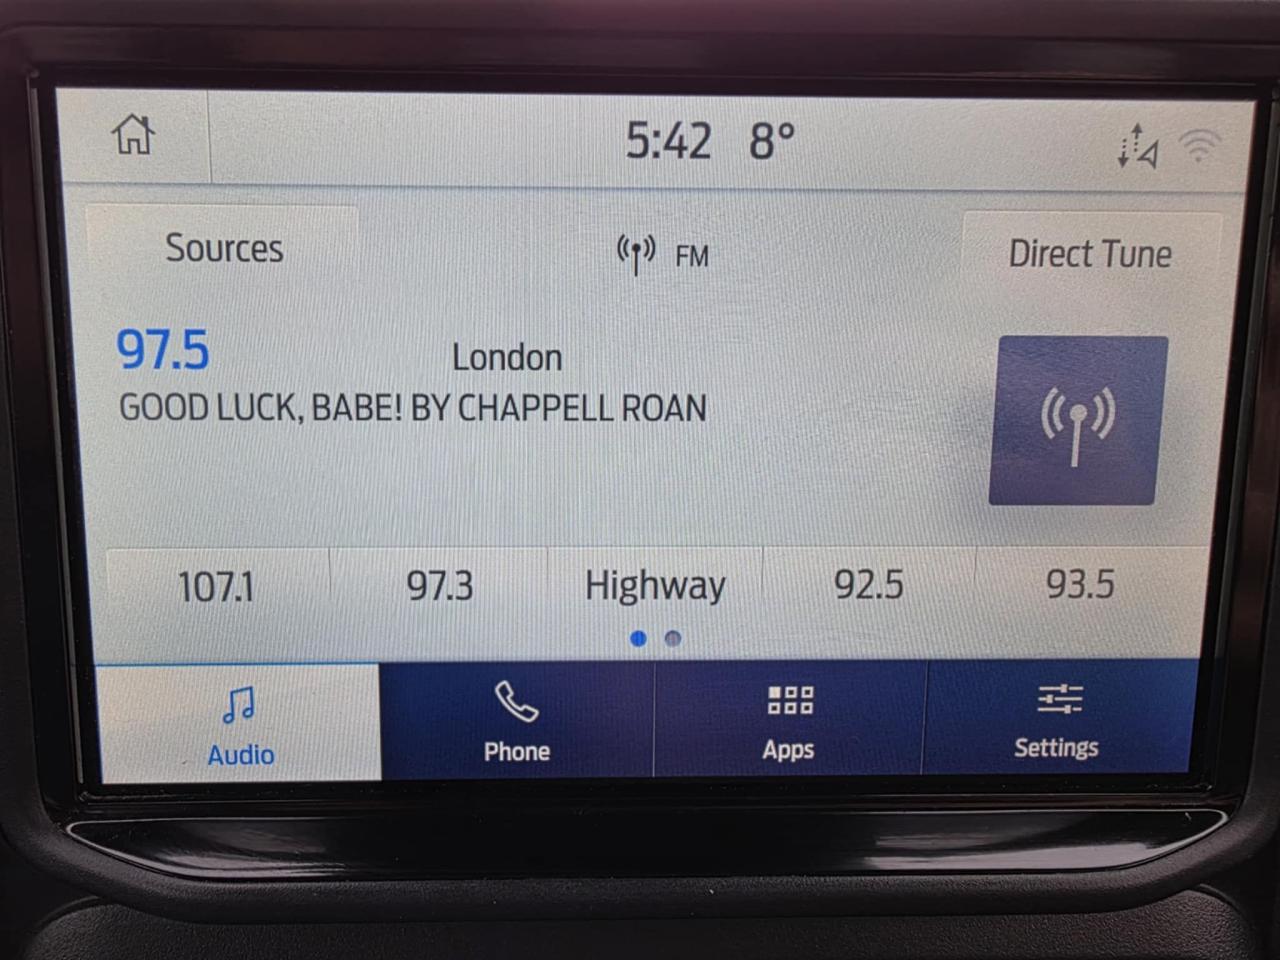 5:42 8°
Sources FM Direct Tune
97.5 London
GOOD LUCK, BABE! BY CHAPPELL ROAN
107.1 97.3 Highway 92.5 93.5
Audio Phone Apps Settings